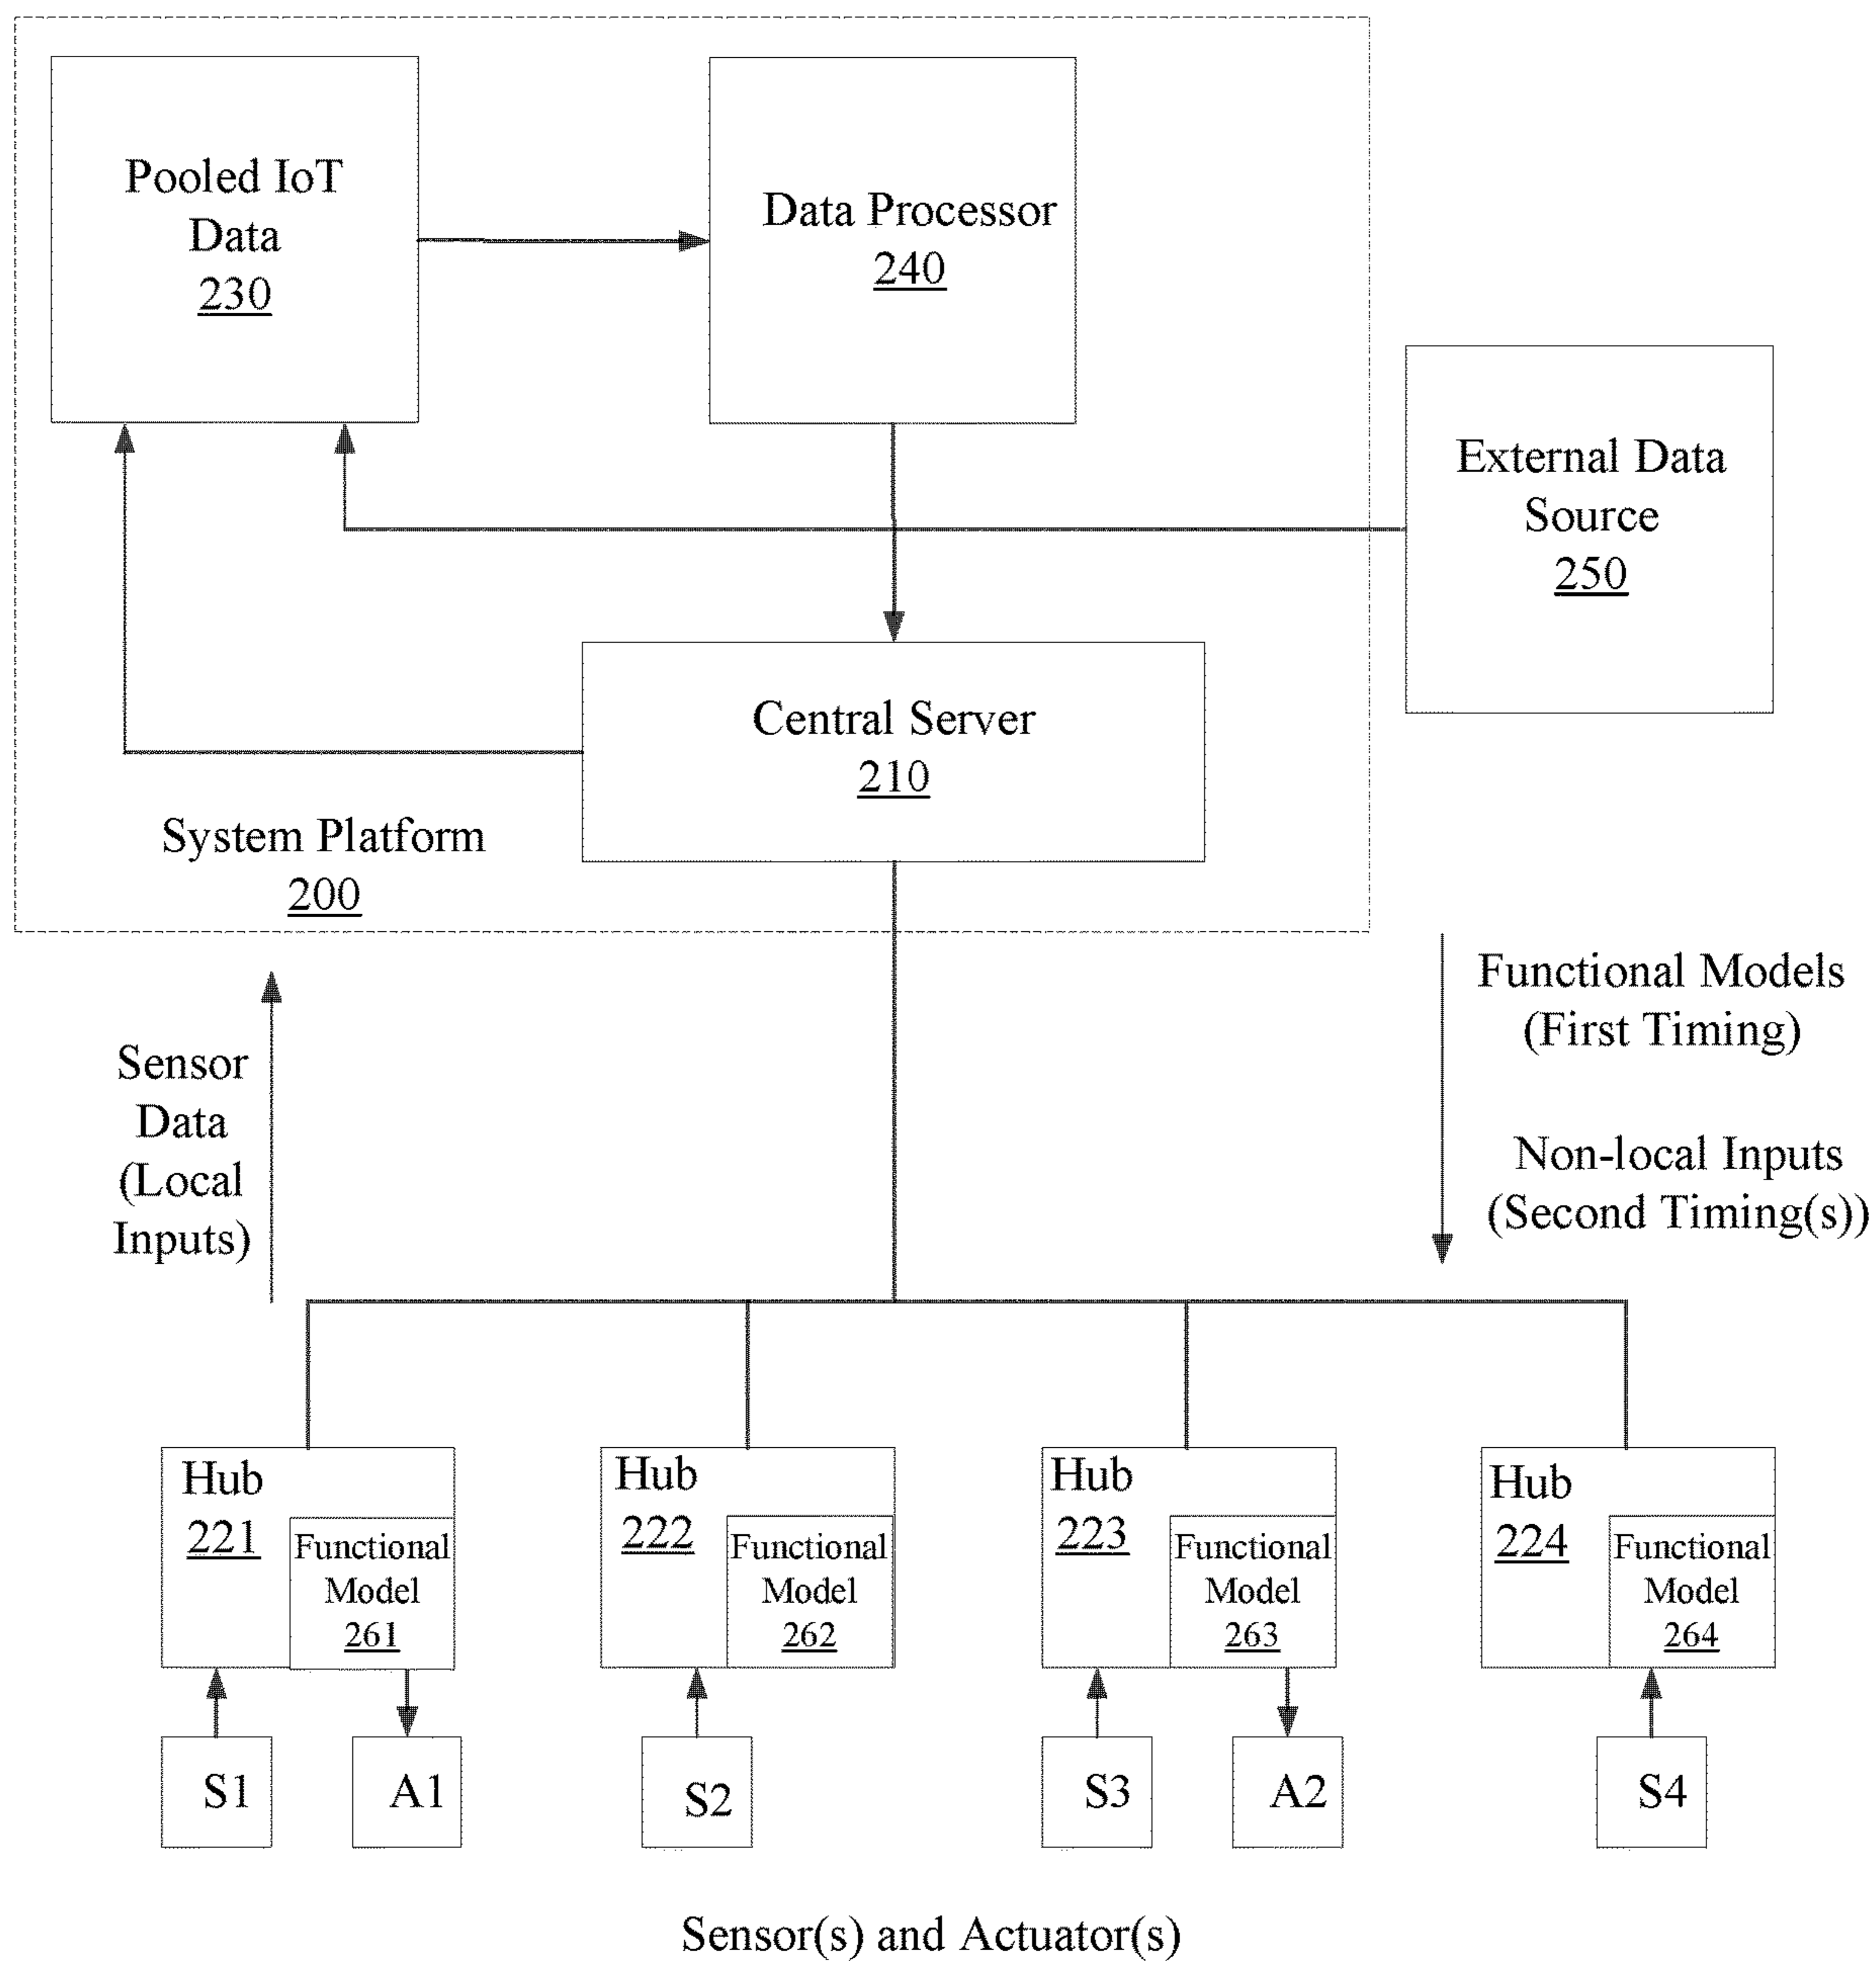 Pooled IoT
Data
230
Data Processor
240
External Data
Source
250
Central Server
210
System Platform
200
Sensor
Data
(Local
Inputs)
Functional Models
(First Timing)
Non-local Inputs
(Second Timing(s))
Hub
221
Functional
Model
261
Hub
222
Functional
Model
262
Hub
223
Functional
Model
263
Hub
224
Functional
Model
264
S1
A1
S2
S3
A2
S4
Sensor(s) and Actuator(s)